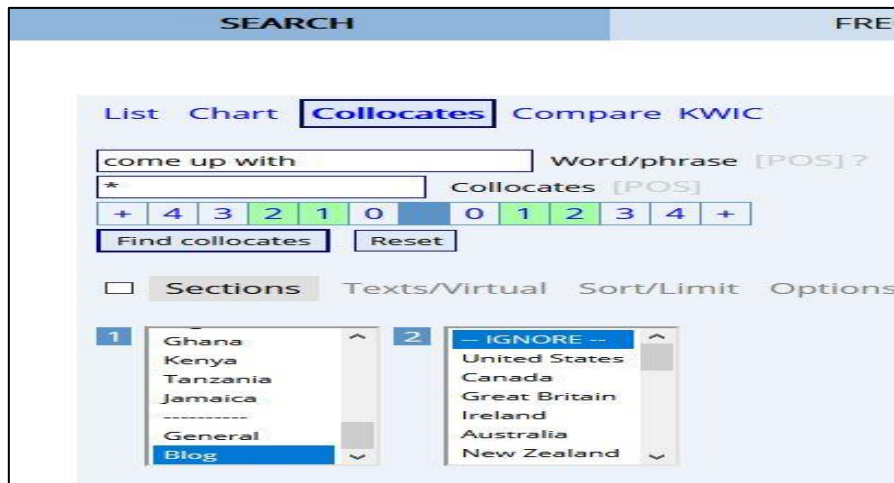 SEARCH FRE
List Chart Collocates Compare KWIC
come up with Word/phrase [POS] ?
* Collocates [POS]
+ 4 3 2 1 0 0 1 2 3 4 +
Find collocates Reset
Sections Texts/Virtual Sort/Limit Options
1 Ghana 2 -- IGNORE --
Kenya United States
Tanzania Canada
Jamaica Great Britain
---------- Ireland
General Australia
Blog New Zealand